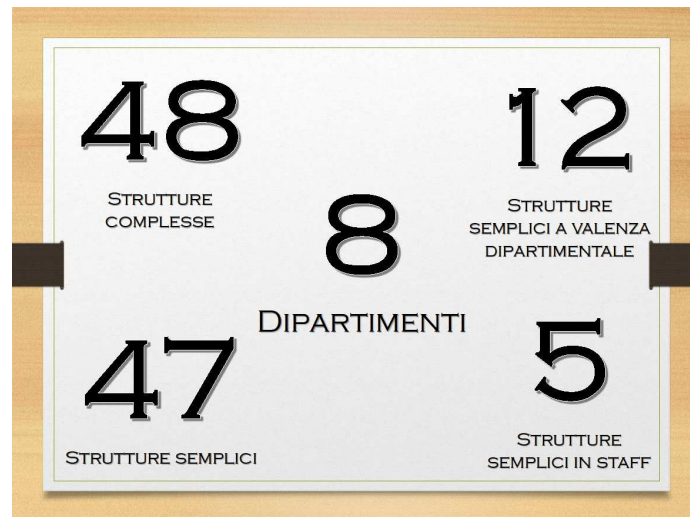 48
STRUTTURE
COMPLESSE
12
STRUTTURE
SEMPLICI A VALENZA
DIPARTIMENTALE
8
DIPARTIMENTI
47
STRUTTURE SEMPLICI
5
STRUTTURE
SEMPLICI IN STAFF